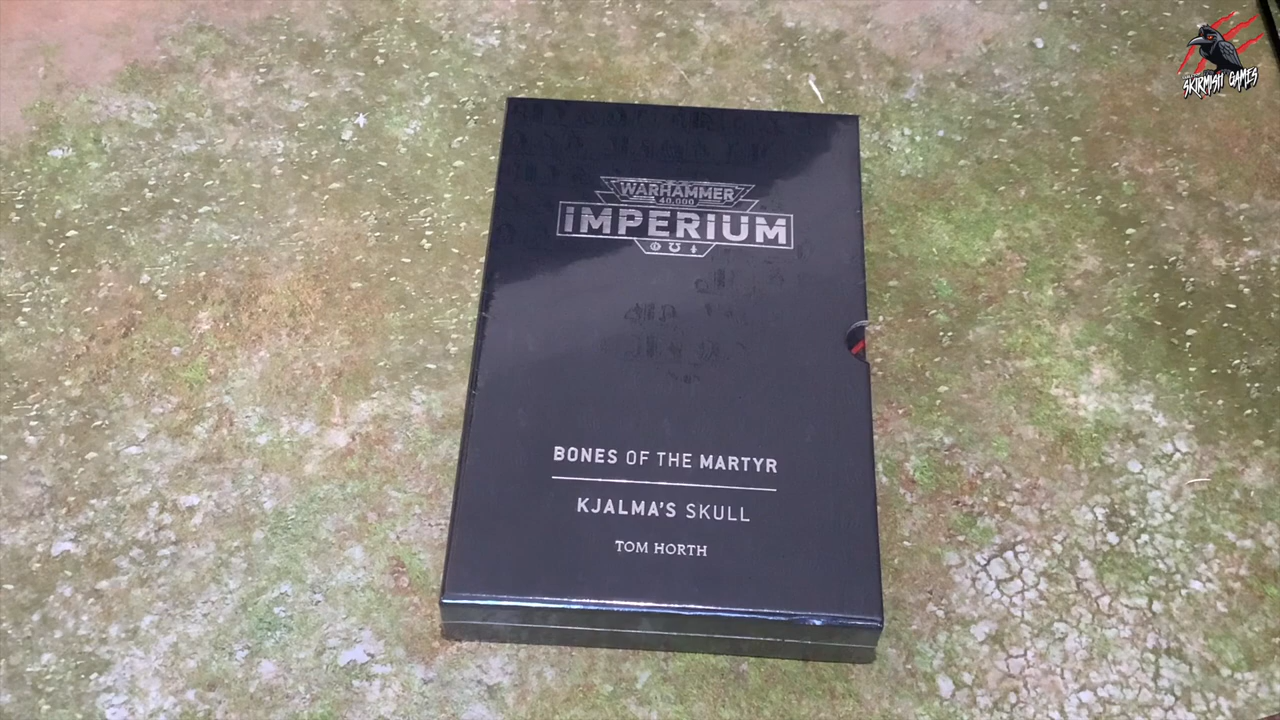 SKIRMISH GAMES
WARHAMMER
40,000
IMPERIUM
BONES OF THE MARTYR
KJALMA'S SKULL
TOM HORTH